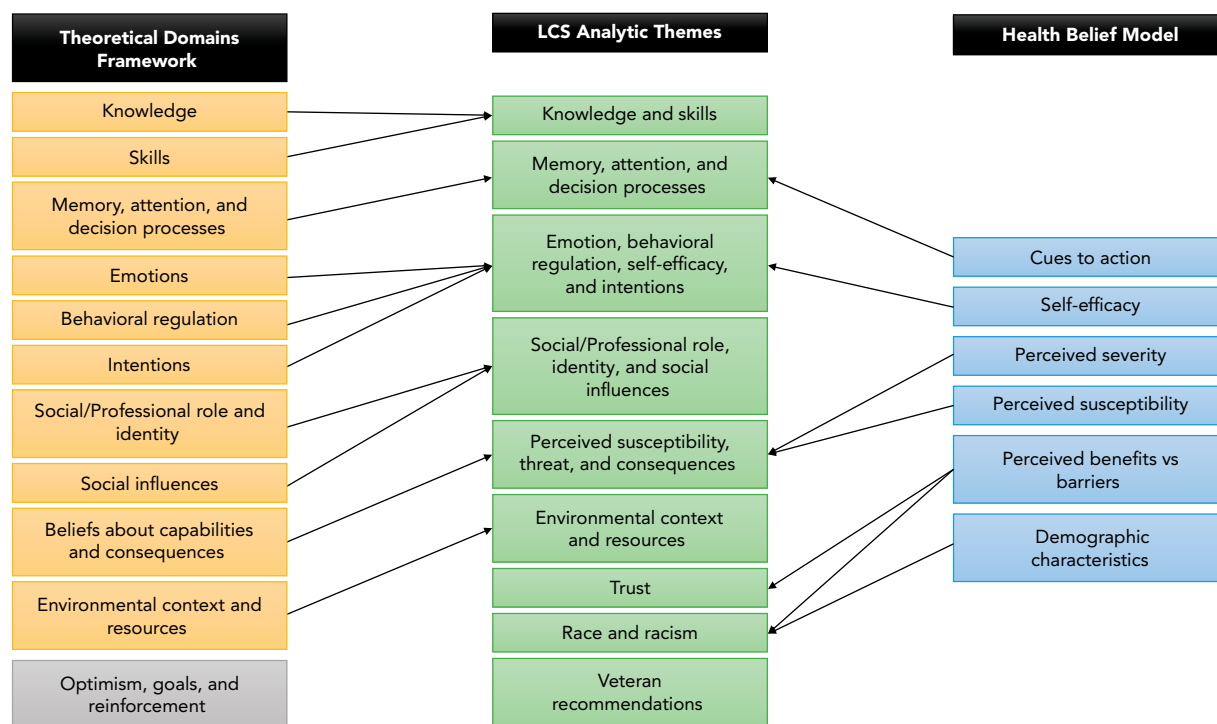 Theoretical Domains
Framework
Knowledge
Skills
Memory, attention, and
decision processes
Emotions
Behavioral regulation
Intentions
Social/Professional role and
identity
Social influences
Beliefs about capabilities
and consequences
Environmental context and
resources
Optimism, goals, and
reinforcement
LCS Analytic Themes
Knowledge and skills
Memory, attention, and
decision processes
Emotion, behavioral
regulation, self-efficacy,
and intentions
Social/Professional role,
identity, and social
influences
Perceived susceptibility,
threat, and consequences
Environmental context
and resources
Trust
Race and racism
Veteran
recommendations
Health Belief Model
Cues to action
Self-efficacy
Perceived severity
Perceived susceptibility
Perceived benefits vs
barriers
Demographic
characteristics